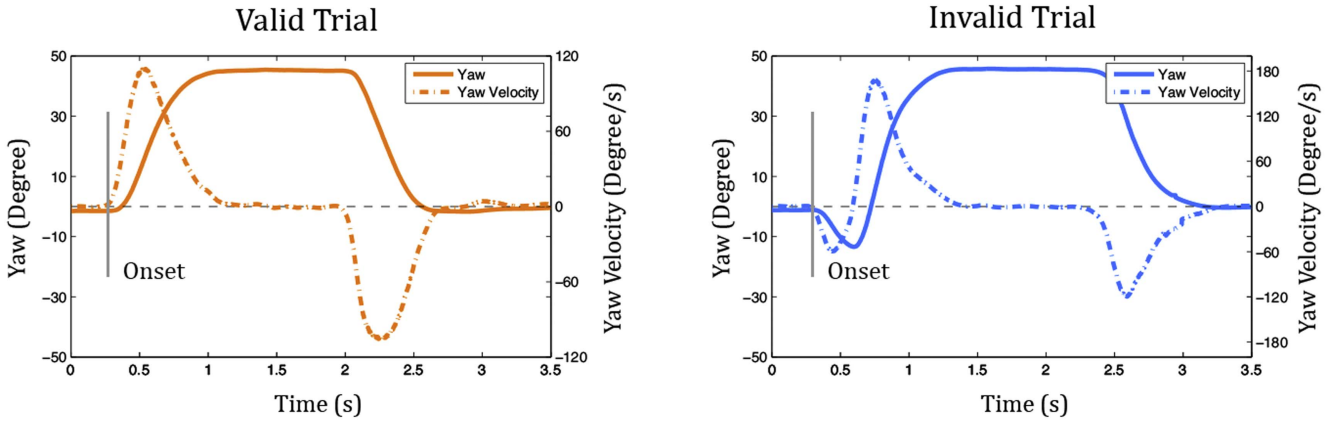 Valid Trial
50
30
10
−10
−30
−50
Yaw (Degree)
120
60
0
−60
−120
Yaw Velocity (Degree/s)
Yaw
Yaw Velocity
Onset
0
0.5
1
1.5
2
2.5
3
3.5
Time (s)
Invalid Trial
50
30
10
−10
−30
−50
Yaw (Degree)
180
120
60
0
−60
−120
−180
Yaw Velocity (Degree/s)
Yaw
Yaw Velocity
Onset
0
0.5
1
1.5
2
2.5
3
3.5
Time (s)